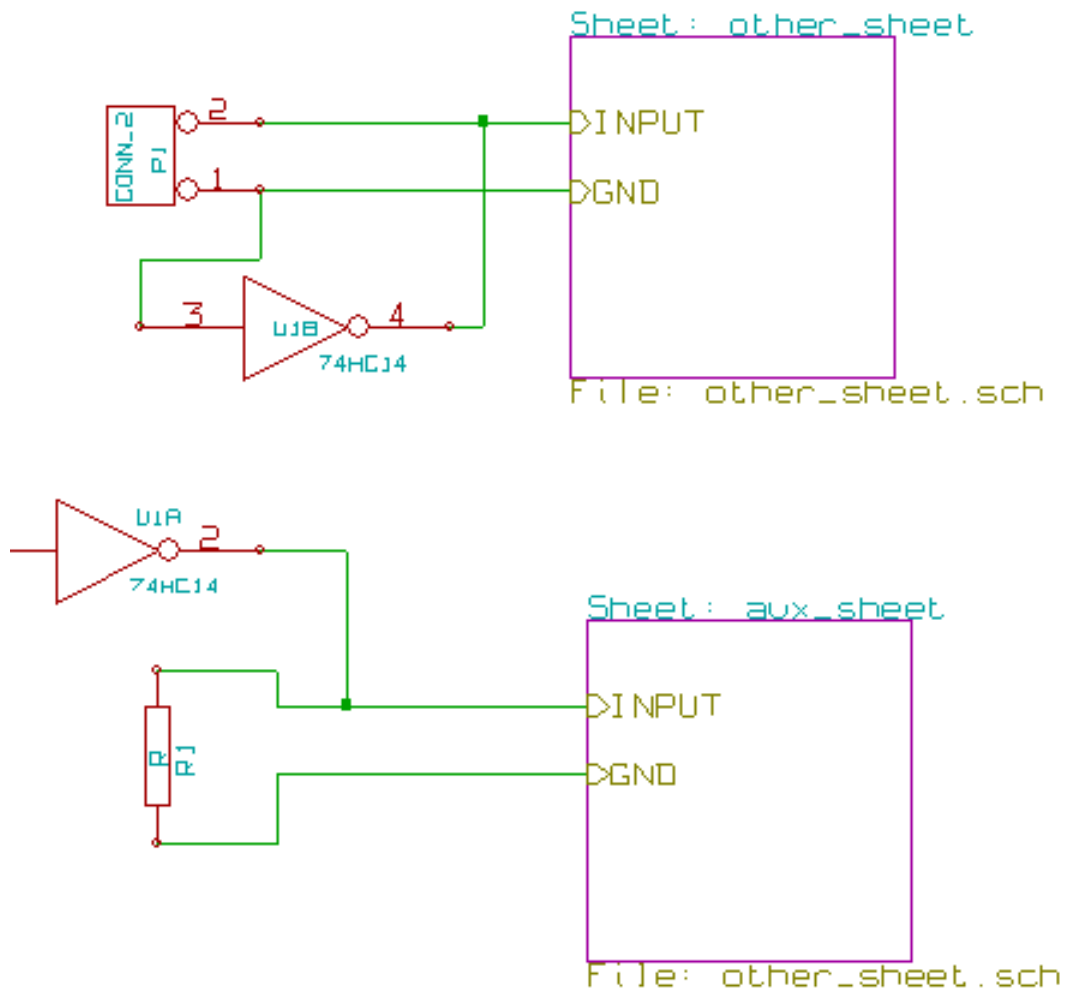 Sheet: other_sheet
CONN_2
P1
2
INPUT
1
GND
3
U1B
4
74HC14
File: other_sheet.sch
U1A
2
74HC14
Sheet: aux_sheet
INPUT
R
R1
GND
File: other_sheet.sch